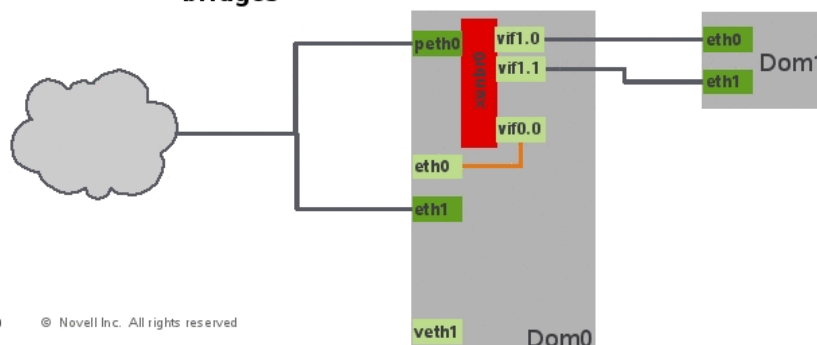 bridges
peth0
vif1.0
eth0
vif1.1
Dom1
eth1
xenbr0
vif0.0
eth0
eth1
© Novell Inc. All rights reserved
veth1
Dom0